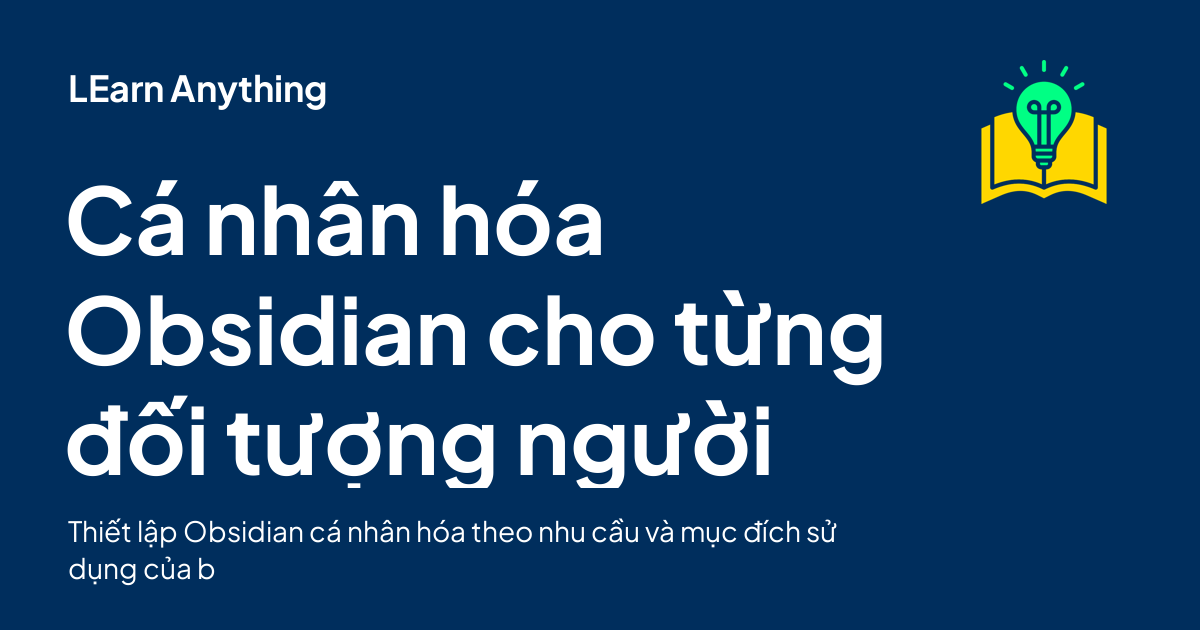 LEarn Anything
Cá nhân hóa
Obsidian cho từng
đối tượng người
Thiết lập Obsidian cá nhân hóa theo nhu cầu và mục đích sử
dụng của b